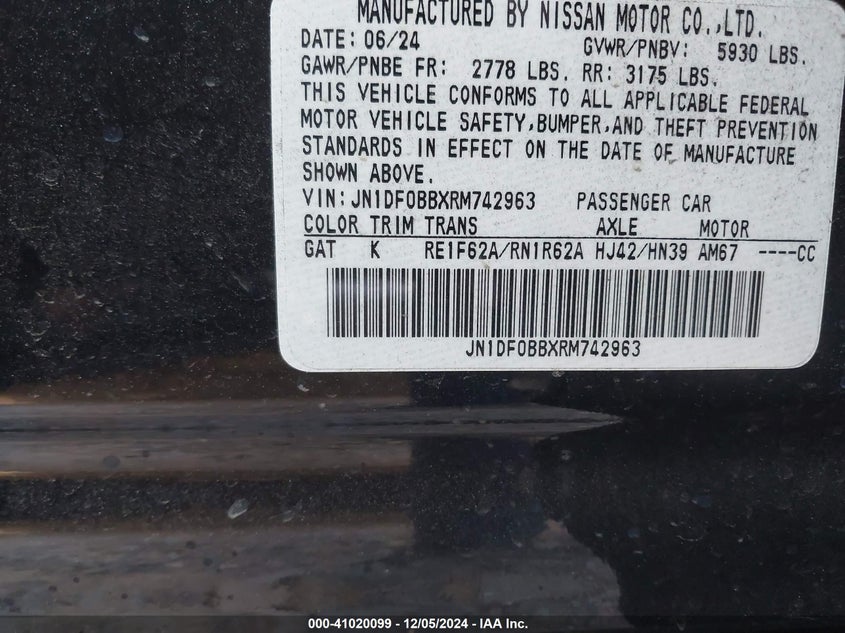 MANUFACTURED BY NISSAN MOTOR CO.,LTD.
DATE: 06/24 GVWR/PNBV: 5930 LBS.
GAWR/PNBE FR: 2778 LBS. RR: 3175 LBS.
THIS VEHICLE CONFORMS TO ALL APPLICABLE FEDERAL
MOTOR VEHICLE SAFETY,BUMPER,AND THEFT PREVENTION
STANDARDS IN EFFECT ON THE DATE OF MANUFACTURE
SHOWN ABOVE.
VIN:JN1DF0BBXRM742963 PASSENGER CAR
COLOR TRIM TRANS AXLE MOTOR
GAT K RE1F62A/RN1R62A HJ42/HN39 AM67 ----CC
JN1DF0BBXRM742963
000-41020099 - 12/05/2024 - IAA Inc.